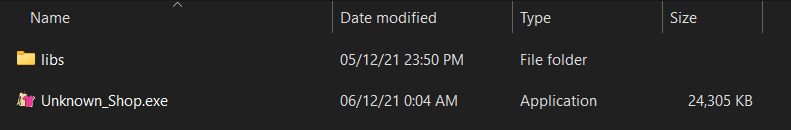 Name Date modified Type Size
libs 05/12/21 23:50 PM File folder
Unknown_Shop.exe 06/12/21 0:04 AM Application 24,305 KB